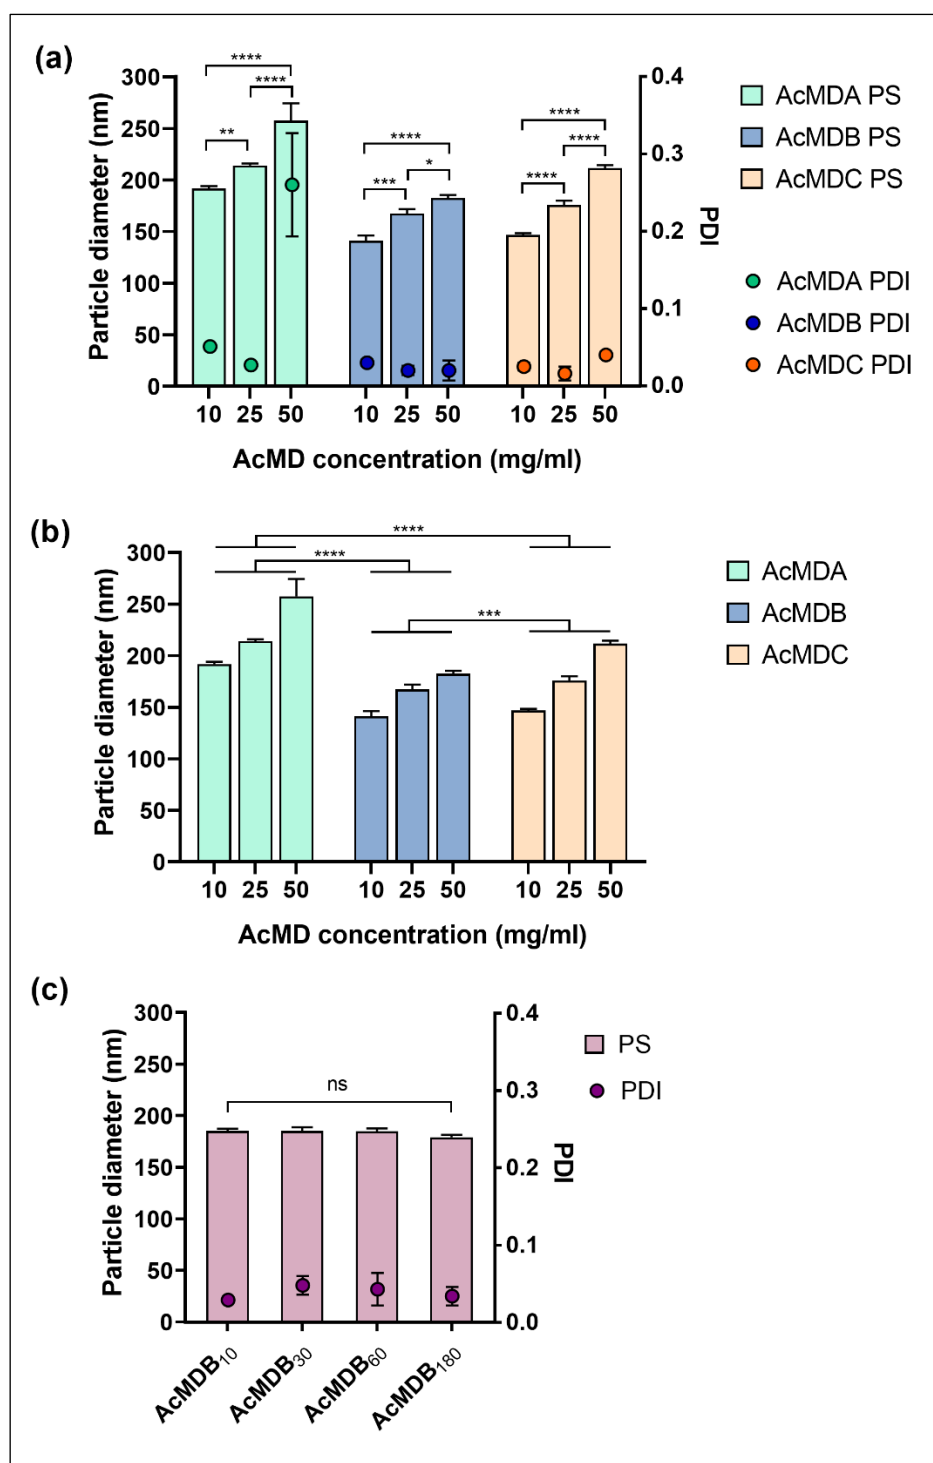 (a)
****
****
**
****
***
*
****
****
****
300
250
200
150
100
50
0
Particle diameter (nm)
0.4
0.3
0.2
0.1
0.0
PDI
10 25 50 10 25 50 10 25 50
AcMD concentration (mg/ml)
AcMDA PS
AcMDB PS
AcMDC PS
AcMDA PDI
AcMDB PDI
AcMDC PDI
(b)
****
****
***
300
250
200
150
100
50
0
Particle diameter (nm)
10 25 50 10 25 50 10 25 50
AcMD concentration (mg/ml)
AcMDA
AcMDB
AcMDC
(c)
300
250
200
150
100
50
0
Particle diameter (nm)
ns
0.4
0.3
0.2
0.1
0.0
PDI
AcMDB₁₀
AcMDB₃₀
AcMDB₆₀
AcMDB₁₈₀
PS
PDI